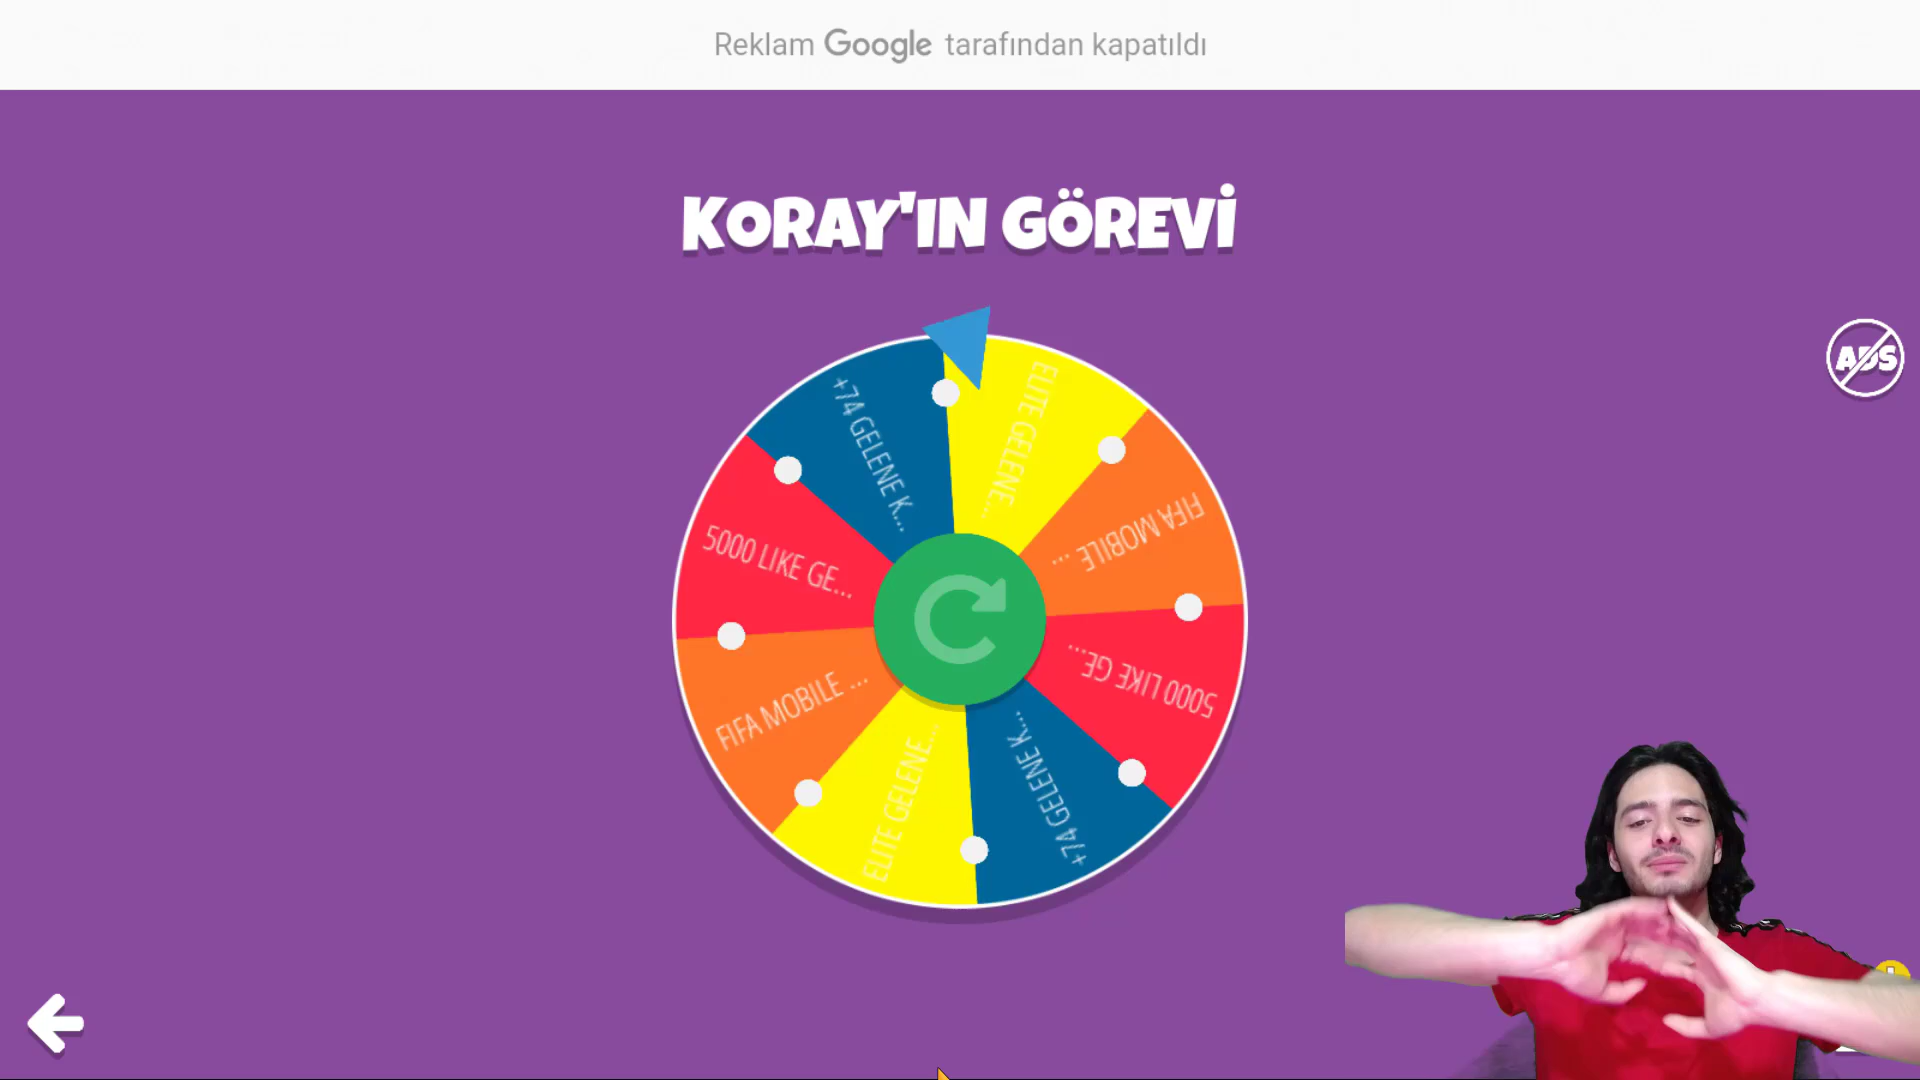 Reklam Google tarafından kapatıldı
KORAY'IN GÖREVİ
ADS
+74 GELENE K...
ELITE GELENE...
FIFA MOBILE ...
5000 LIKE GE...
+74 GELENE K...
ELITE GELENE...
FIFA MOBILE ...
5000 LIKE GE...